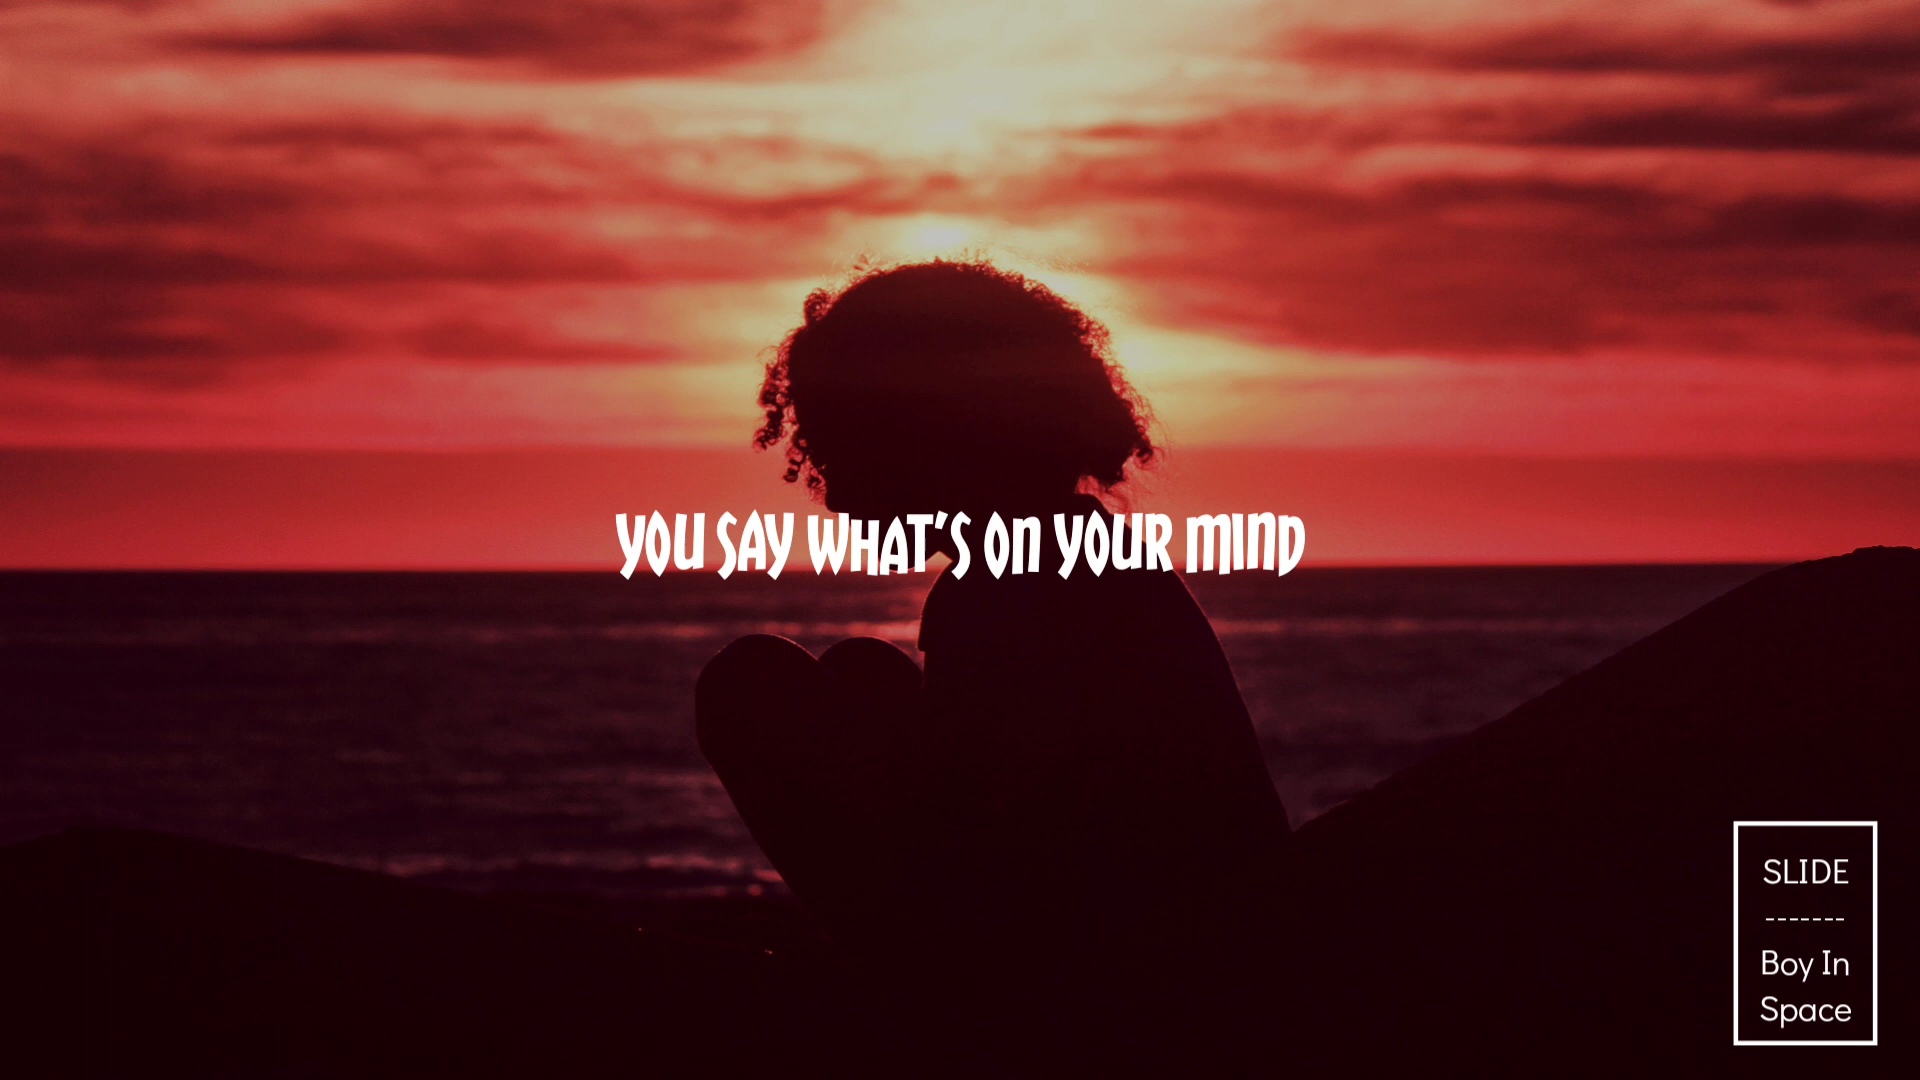 YOU SAY WHAT'S ON YOUR MIND
SLIDE
-------
Boy In
Space